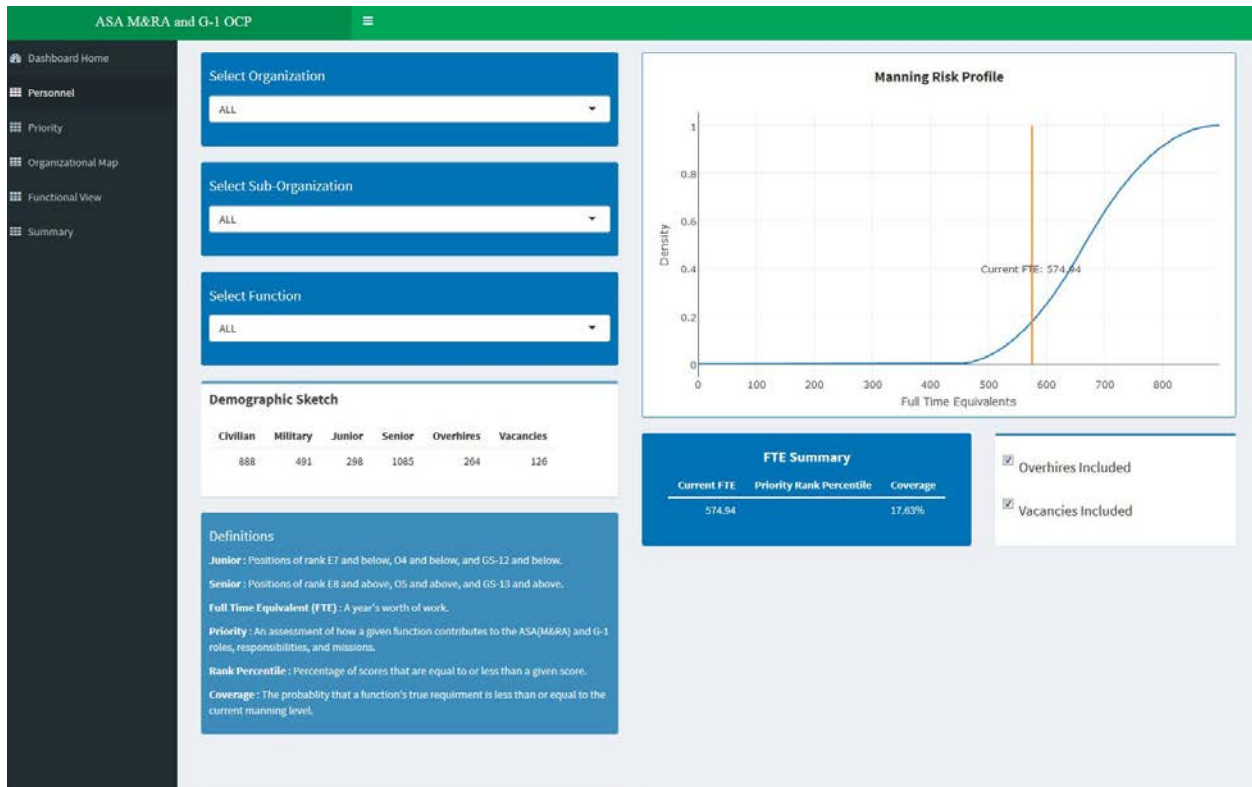 ASA M&RA and G-1 OCP
Dashboard Home
Personnel
Priority
Organizational Map
Functional View
Summary
Select Organization
ALL
Select Sub-Organization
ALL
Select Function
ALL
Demographic Sketch
Civilian Military Junior Senior Overhires Vacancies
888 491 298 1085 264 126
Definitions
Junior : Positions of rank E7 and below, O4 and below, and GS-12 and below.
Senior : Positions of rank E8 and above, O5 and above, and GS-13 and above.
Full Time Equivalent (FTE) : A year's worth of work.
Priority : An assessment of how a given function contributes to the ASA(M&RA) and G-1
roles, responsibilities, and missions.
Rank Percentile : Percentage of scores that are equal to or less than a given score.
Coverage : The probablity that a function's true requirment is less than or equal to the
current manning level.
Manning Risk Profile
1
0.8
0.6
0.4
0.2
0
Density
Current FTE: 574.94
0 100 200 300 400 500 600 700 800
Full Time Equivalents
FTE Summary
Current FTE Priority Rank Percentile Coverage
574.94 17.63%
Overhires Included
Vacancies Included